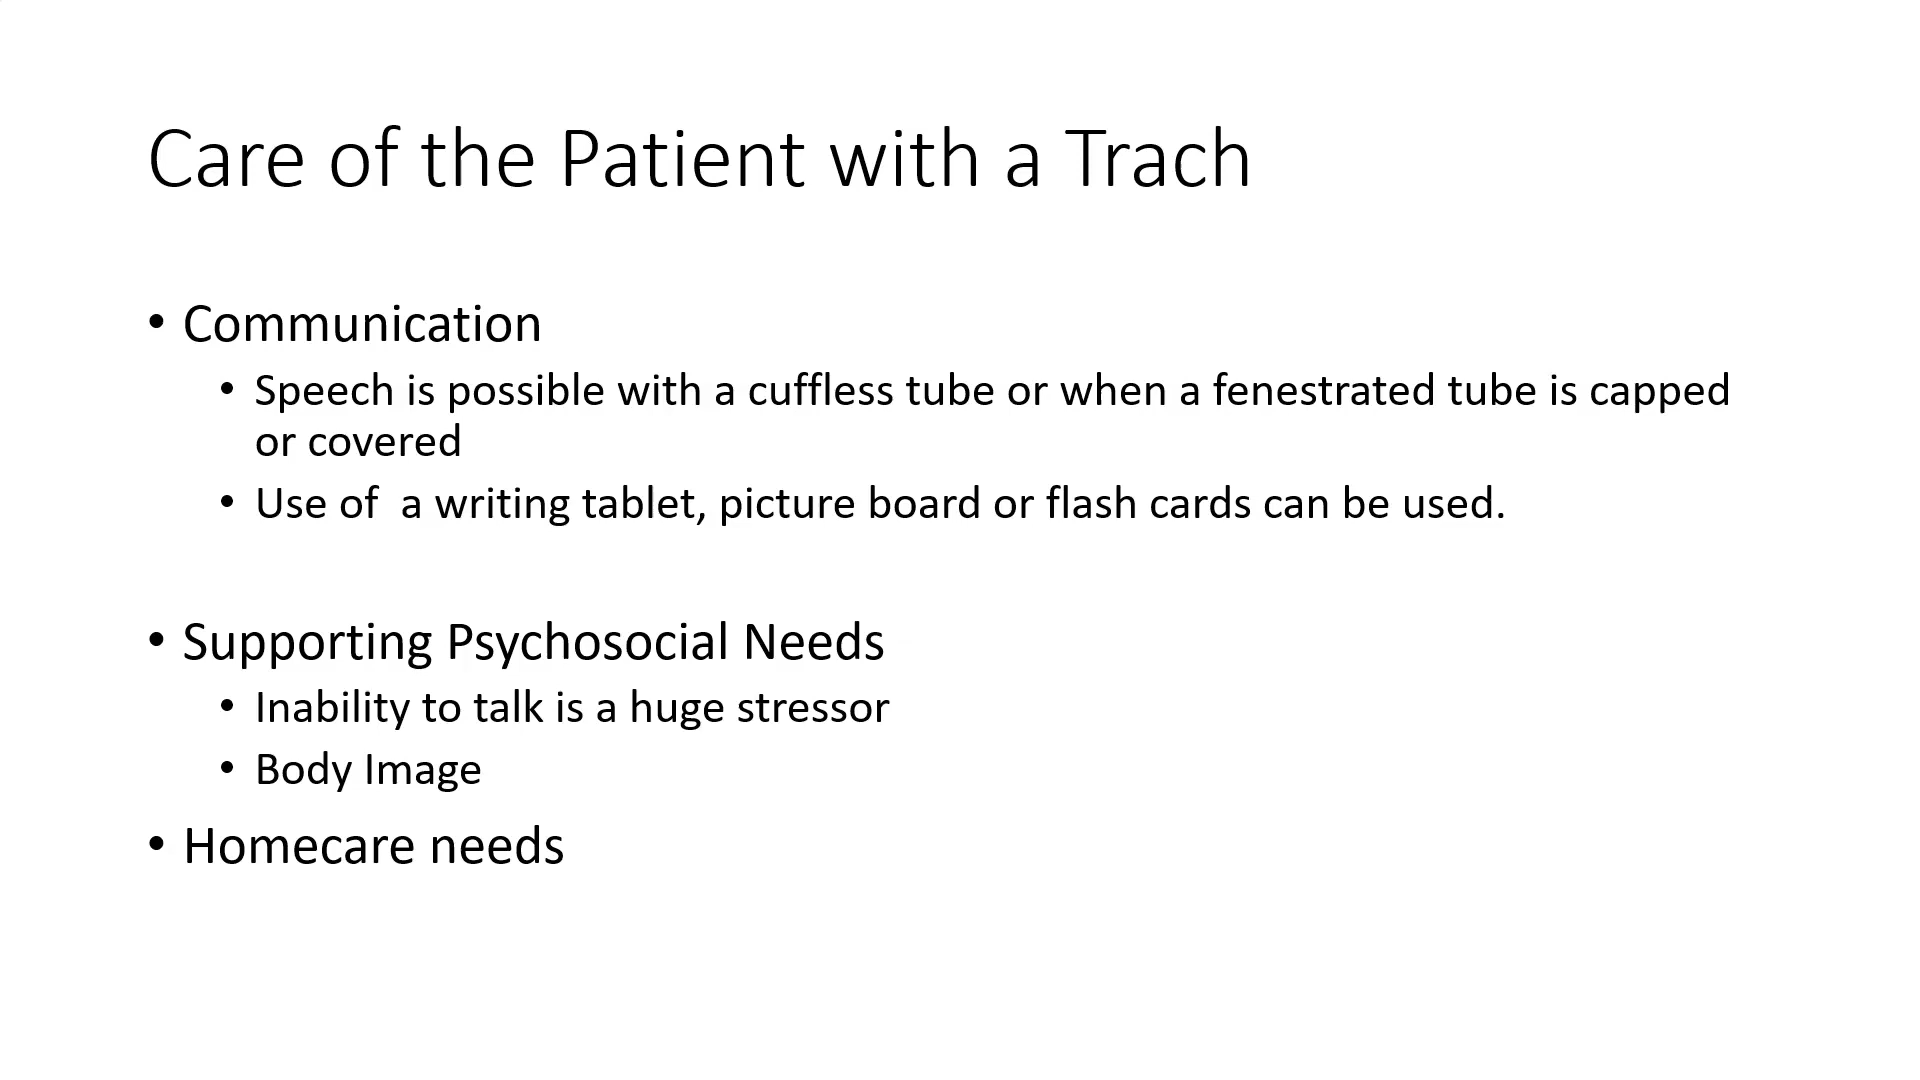 Care of the Patient with a Trach
• Communication
• Speech is possible with a cuffless tube or when a fenestrated tube is capped
or covered
• Use of  a writing tablet, picture board or flash cards can be used.
• Supporting Psychosocial Needs
• Inability to talk is a huge stressor
• Body Image
• Homecare needs